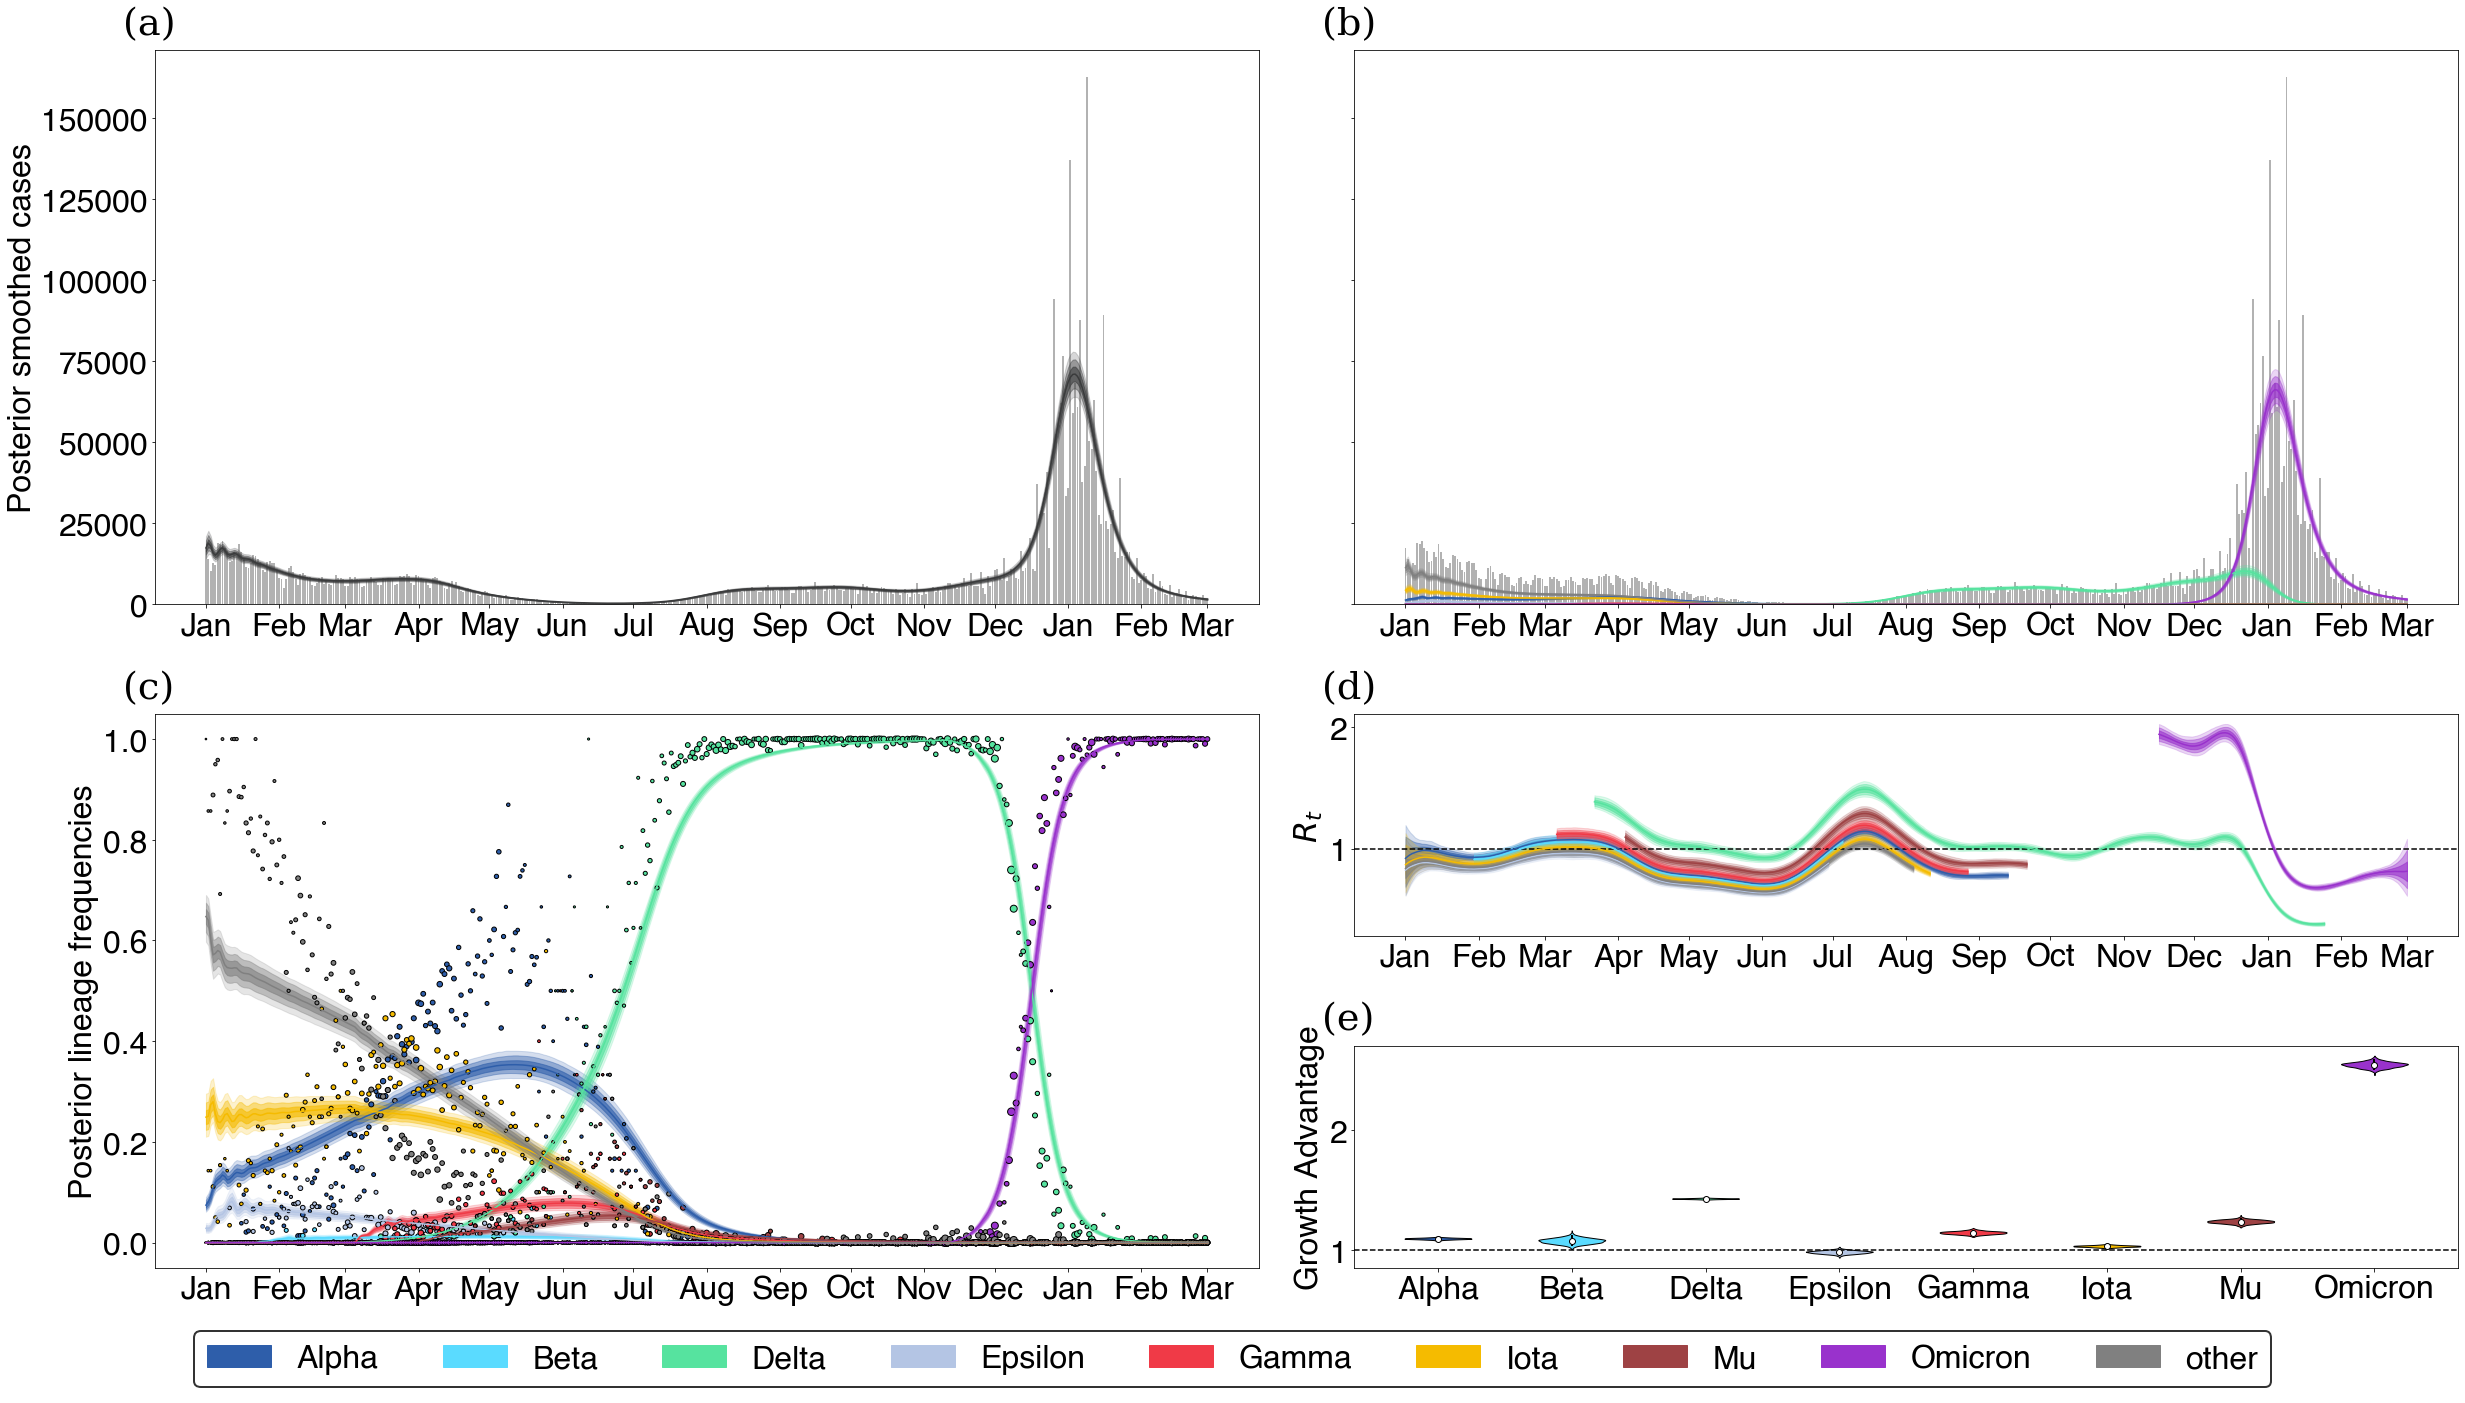 (a)
Posterior smoothed cases
150000
125000
100000
75000
50000
25000
0
Jan Feb Mar Apr May Jun Jul Aug Sep Oct Nov Dec Jan Feb Mar
(b)
Jan Feb Mar Apr May Jun Jul Aug Sep Oct Nov Dec Jan Feb Mar
(c)
Posterior lineage frequencies
1.0
0.8
0.6
0.4
0.2
0.0
Jan Feb Mar Apr May Jun Jul Aug Sep Oct Nov Dec Jan Feb Mar
(d)
R_t
2
1
Jan Feb Mar Apr May Jun Jul Aug Sep Oct Nov Dec Jan Feb Mar
(e)
Growth Advantage
2
1
Alpha Beta Delta Epsilon Gamma Iota Mu Omicron
Alpha Beta Delta Epsilon Gamma Iota Mu Omicron other